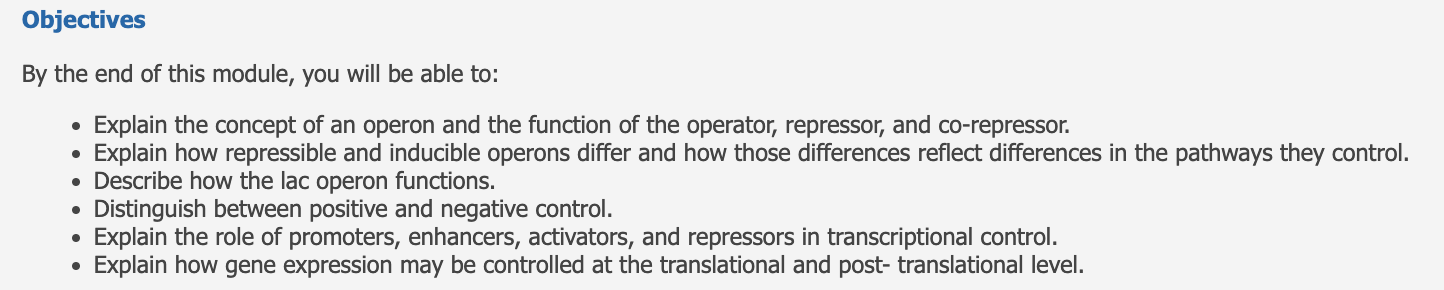 Objectives
By the end of this module, you will be able to:
• Explain the concept of an operon and the function of the operator, repressor, and co-repressor.
• Explain how repressible and inducible operons differ and how those differences reflect differences in the pathways they control.
• Describe how the lac operon functions.
• Distinguish between positive and negative control.
• Explain the role of promoters, enhancers, activators, and repressors in transcriptional control.
• Explain how gene expression may be controlled at the translational and post- translational level.